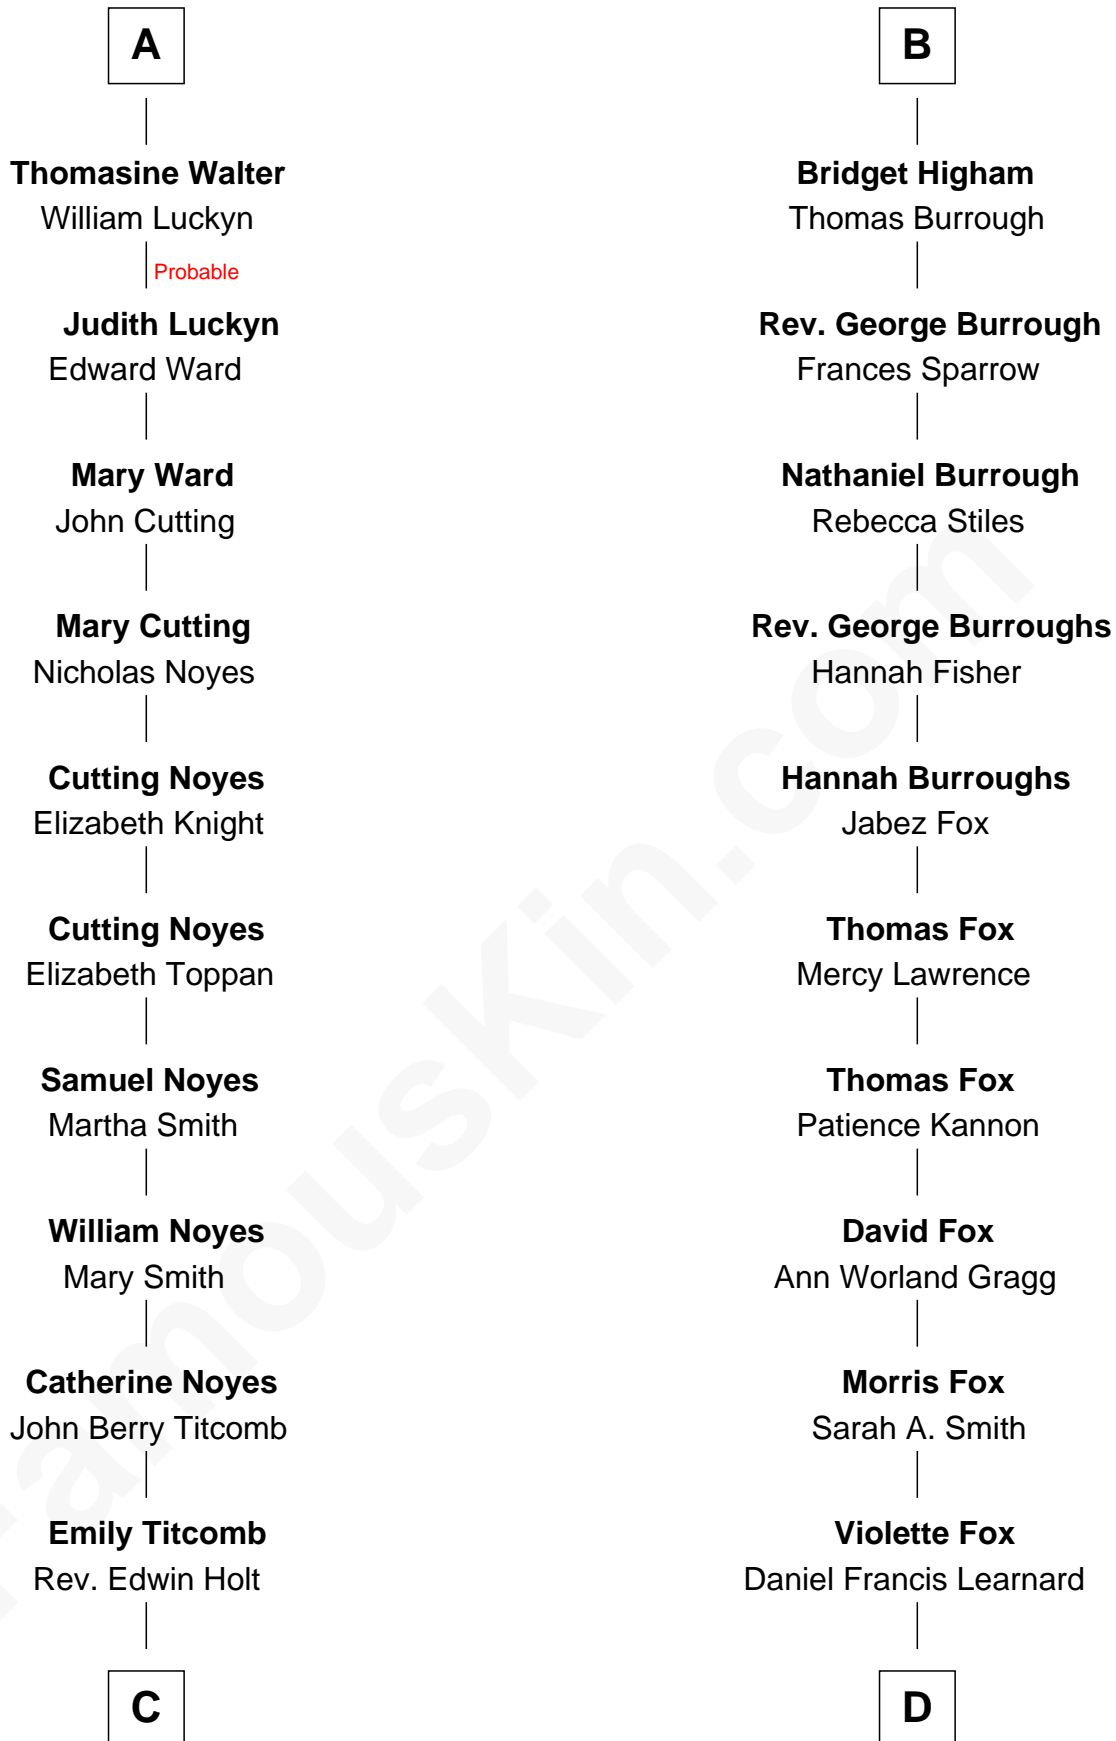 A
Thomasine Walter
William Luckyn
Probable
Judith Luckyn
Edward Ward
Mary Ward
John Cutting
Mary Cutting
Nicholas Noyes
Cutting Noyes
Elizabeth Knight
Cutting Noyes
Elizabeth Toppan
Samuel Noyes
Martha Smith
William Noyes
Mary Smith
Catherine Noyes
John Berry Titcomb
Emily Titcomb
Rev. Edwin Holt
C
B
Bridget Higham
Thomas Burrough
Rev. George Burrough
Frances Sparrow
Nathaniel Burrough
Rebecca Stiles
Rev. George Burroughs
Hannah Fisher
Hannah Burroughs
Jabez Fox
Thomas Fox
Mercy Lawrence
Thomas Fox
Patience Kannon
David Fox
Ann Worland Gragg
Morris Fox
Sarah A. Smith
Violette Fox
Daniel Francis Learnard
D
FamousKin.com